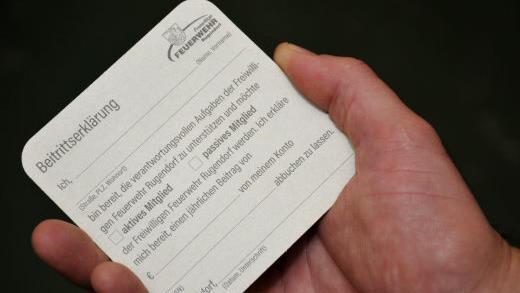 Freiwillige
FEUERWEHR
Rugendorf
Beitrittserklärung
Ich,
(Name, Vorname)
(Straße, PLZ, Wohnort)
bin bereit, die verantwortungsvollen Aufgaben der Freiwilli-
gen Feuerwehr Rugendorf zu unterstützen und möchte
aktives Mitglied passives Mitglied
der Freiwilligen Feuerwehr Rugendorf werden. Ich erkläre
mich bereit, einen jährlichen Beitrag von
€ von meinem Konto
abbuchen zu lassen.
dorf,
(Datum, Unterschrift)